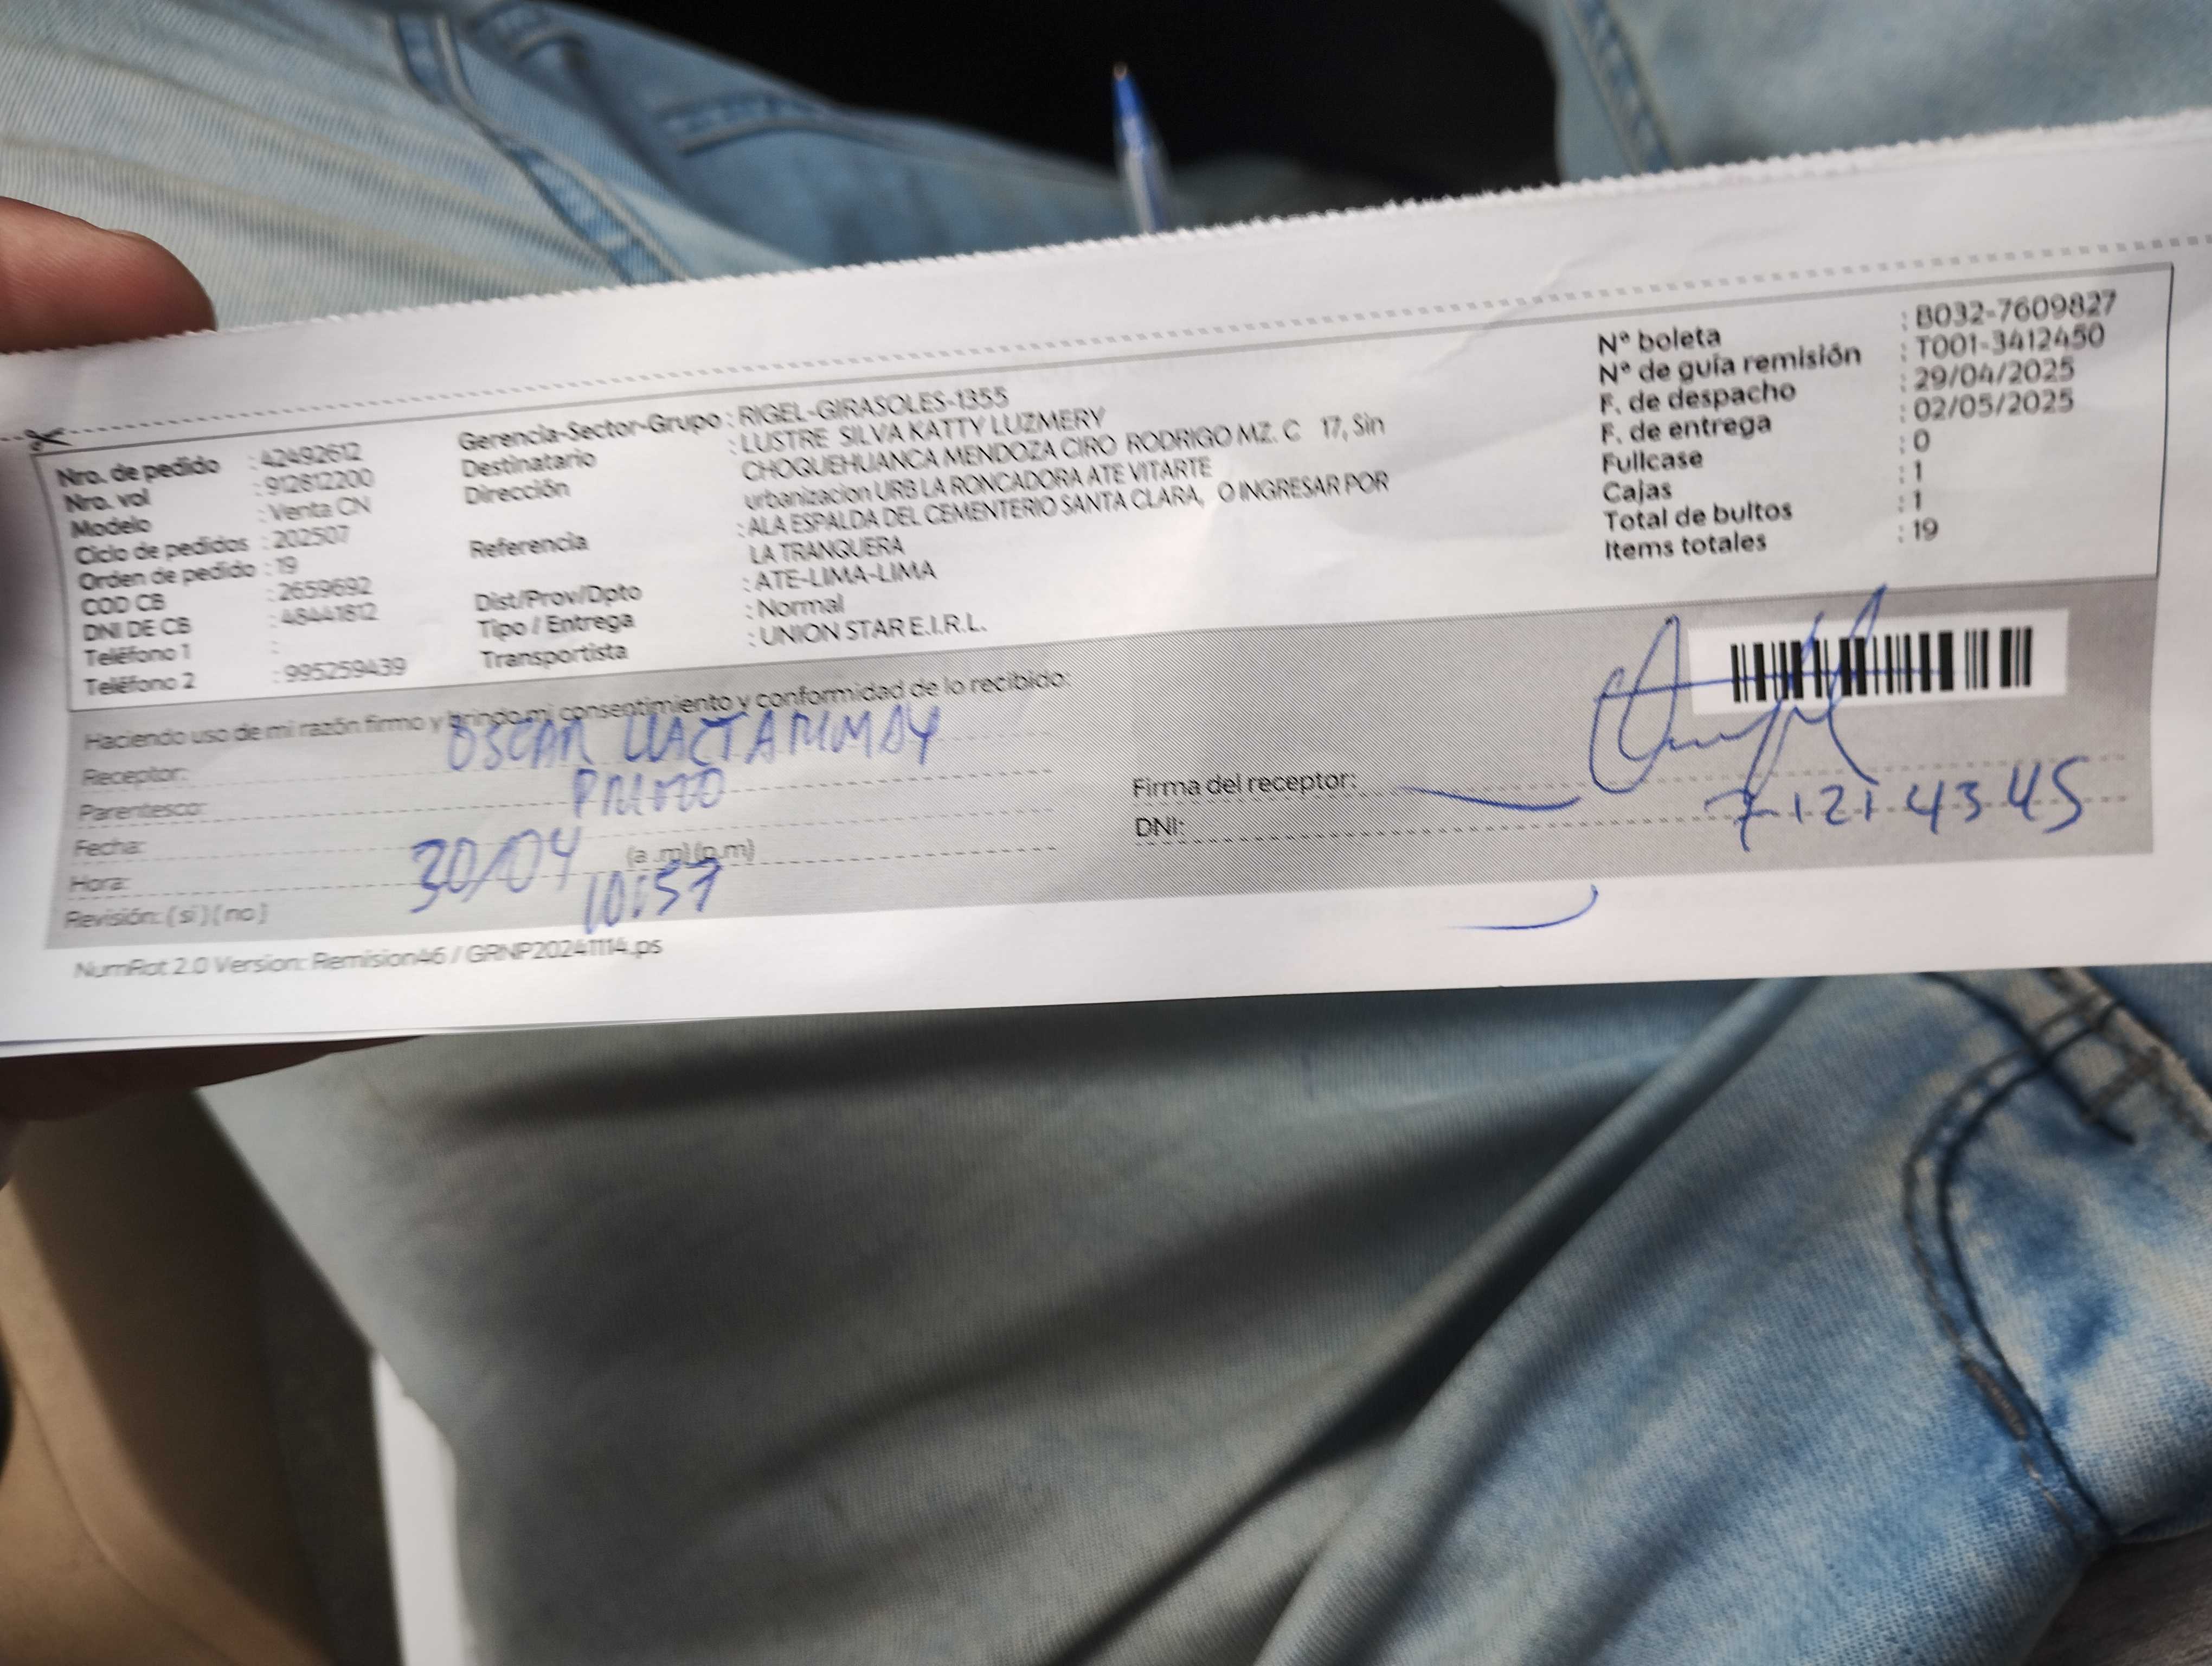 Nro. de pedido : 42492612
Nro. vol : 912812200
Modelo : Venta CN
Ciclo de pedidos : 202507
Orden de pedido : 19
COD CB : 2659692
DNI DE CB : 48441812
Teléfono 1 :
Teléfono 2 : 995259439
Gerencia-Sector-Grupo : RIGEL-GIRASOLES-1355
Destinatario : LUSTRE SILVA KATTY LUZMERY
Dirección CHOQUEHUANCA MENDOZA CIRO RODRIGO MZ. C 17, Sin
urbanizacion URB LA RONCADORA ATE VITARTE
Referencia : ALA ESPALDA DEL CEMENTERIO SANTA CLARA, O INGRESAR POR
LA TRANQUERA
Dist/Prov/Dpto : ATE-LIMA-LIMA
Tipo / Entrega : Normal
Transportista : UNION STAR E.I.R.L.
Nº boleta : B032-7609827
Nº de guía remisión : T001-3412450
F. de despacho : 29/04/2025
F. de entrega : 02/05/2025
Fullcase : 0
Cajas : 1
Total de bultos : 1
Items totales : 19
Haciendo uso de mi razón firmo y brindo mi consentimiento y conformidad de lo recibido:
Receptor: OSCAR
Parentesco: PRIMO
Fecha: 30/04
Hora: (a .m) (p.m) 10:57
Revisión: ( si ) ( no )
Firma del receptor:
DNI: 71214345
NumRot 2.0 Version: Remision46 / GRNP20241114.ps